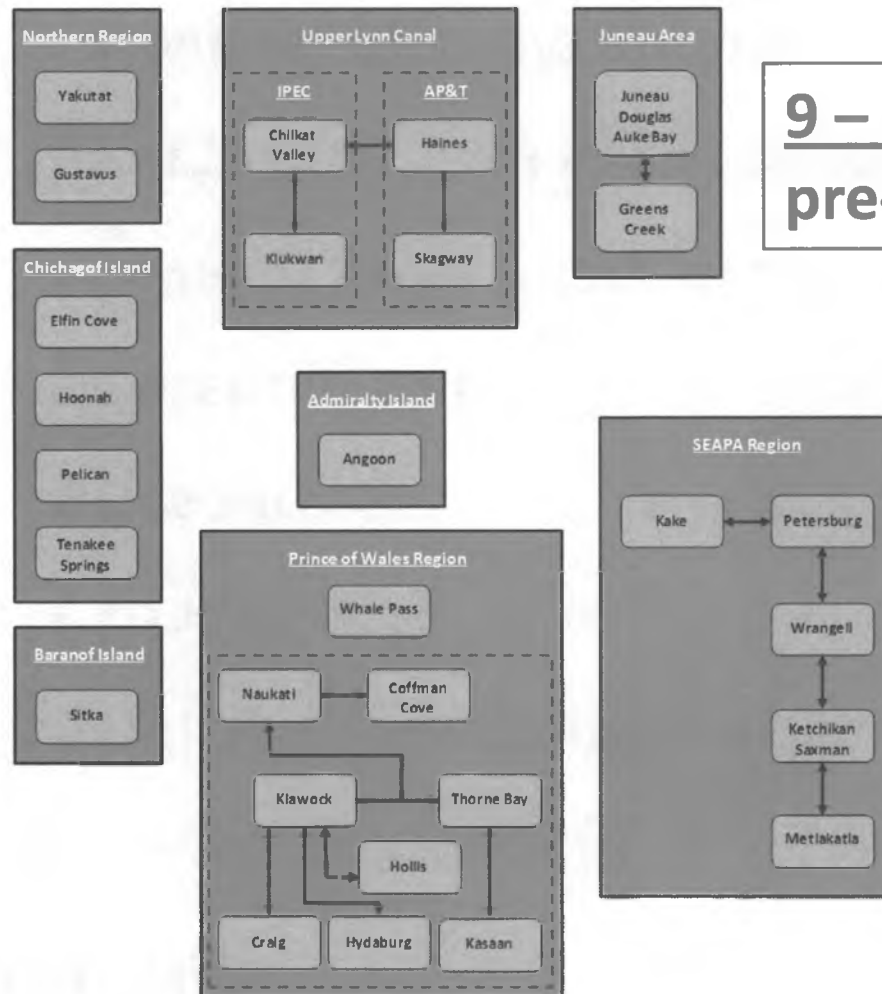 Northern Region
Yakutat
Gustavus
Upper Lynn Canal
IPEC
AP&T
Chilkat
Valley
Haines
Klukwan
Skagway
Juneau Area
Juneau
Douglas
Auke Bay
Greens
Creek
9 –
Chichagof Island
Elfin Cove
Hoonah
Pelican
Tenakee
Springs
Admiralty Island
Angoon
SEAPA Region
Kake
Petersburg
Wrangell
Ketchikan
Saxman
Metlakatla
Baranof Island
Sitka
Prince of Wales Region
Whale Pass
Naukati
Coffman
Cove
Klawock
Thorne Bay
Hollis
Craig
Hydaburg
Kasaan